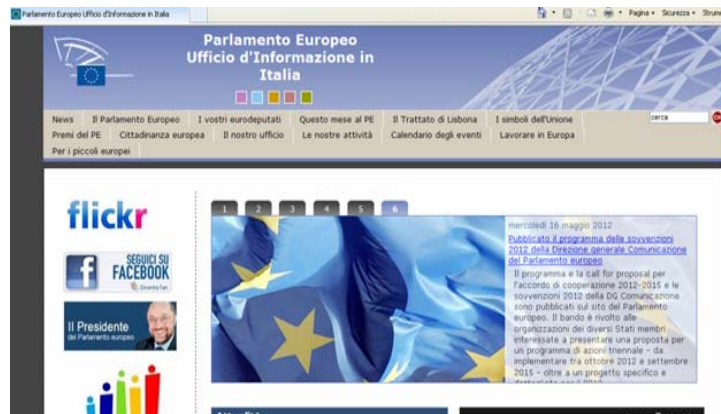 Parlamento Europeo Ufficio d'Informazione in Italia
Pagina
Sicurezza
Parlamento Europeo
Ufficio d'Informazione in
Italia
News Il Parlamento Europeo I vostri eurodeputati Questo mese al PE Il Trattato di Lisbona I simboli dell'Unione
cerca
Premi del PE Cittadinanza europea Il nostro ufficio Le nostre attività Calendario degli eventi Lavorare in Europa
Per i piccoli europei
flickr
1 2 3 4 5 6
mercoledì 16 maggio 2012
Pubblicato il programma delle sovvenzioni
2012 della Direzione generale Comunicazione
del Parlamento europeo
Il programma e la call for proposal per
l'accordo di cooperazione 2012-2015 e le
sovvenzioni 2012 della DG Comunicazione
sono pubblicati sul sito del Parlamento
europeo. Il bando è rivolto alle
organizzazioni dei diversi Stati membri
interessate a presentare una proposta per
un programma di azioni triennale - da
implementare tra ottobre 2012 e settembre
2015 - oltre a un progetto specifico e
SEGUICI SU
FACEBOOK
Diventa fan
Il Presidente
del Parlamento europeo